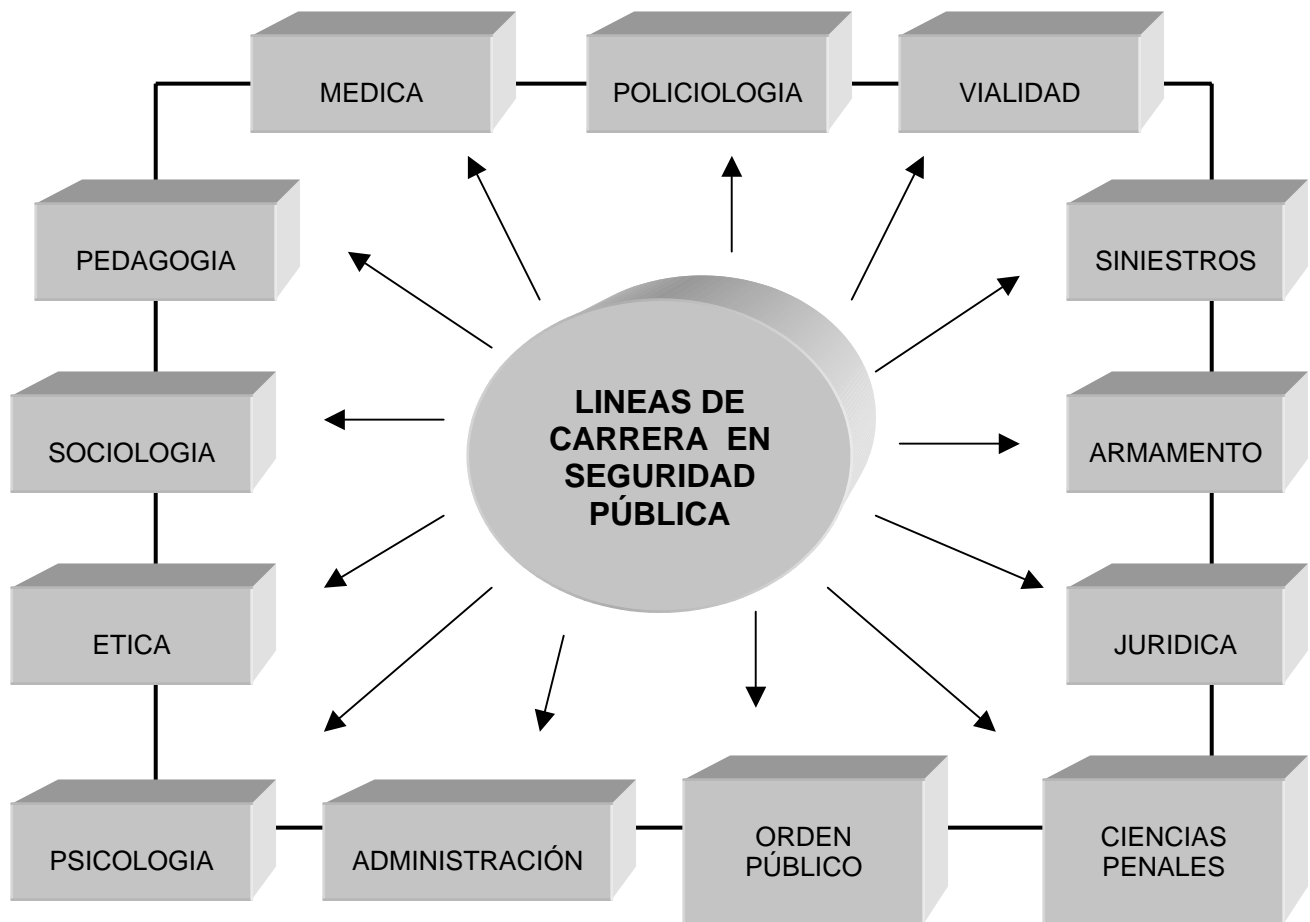 MEDICA
POLICIOLOGIA
VIALIDAD
PEDAGOGIA
SINIESTROS
LINEAS DE
CARRERA EN
SEGURIDAD
PÚBLICA
SOCIOLOGIA
ARMAMENTO
ETICA
JURIDICA
PSICOLOGIA
ADMINISTRACIÓN
ORDEN
PÚBLICO
CIENCIAS
PENALES